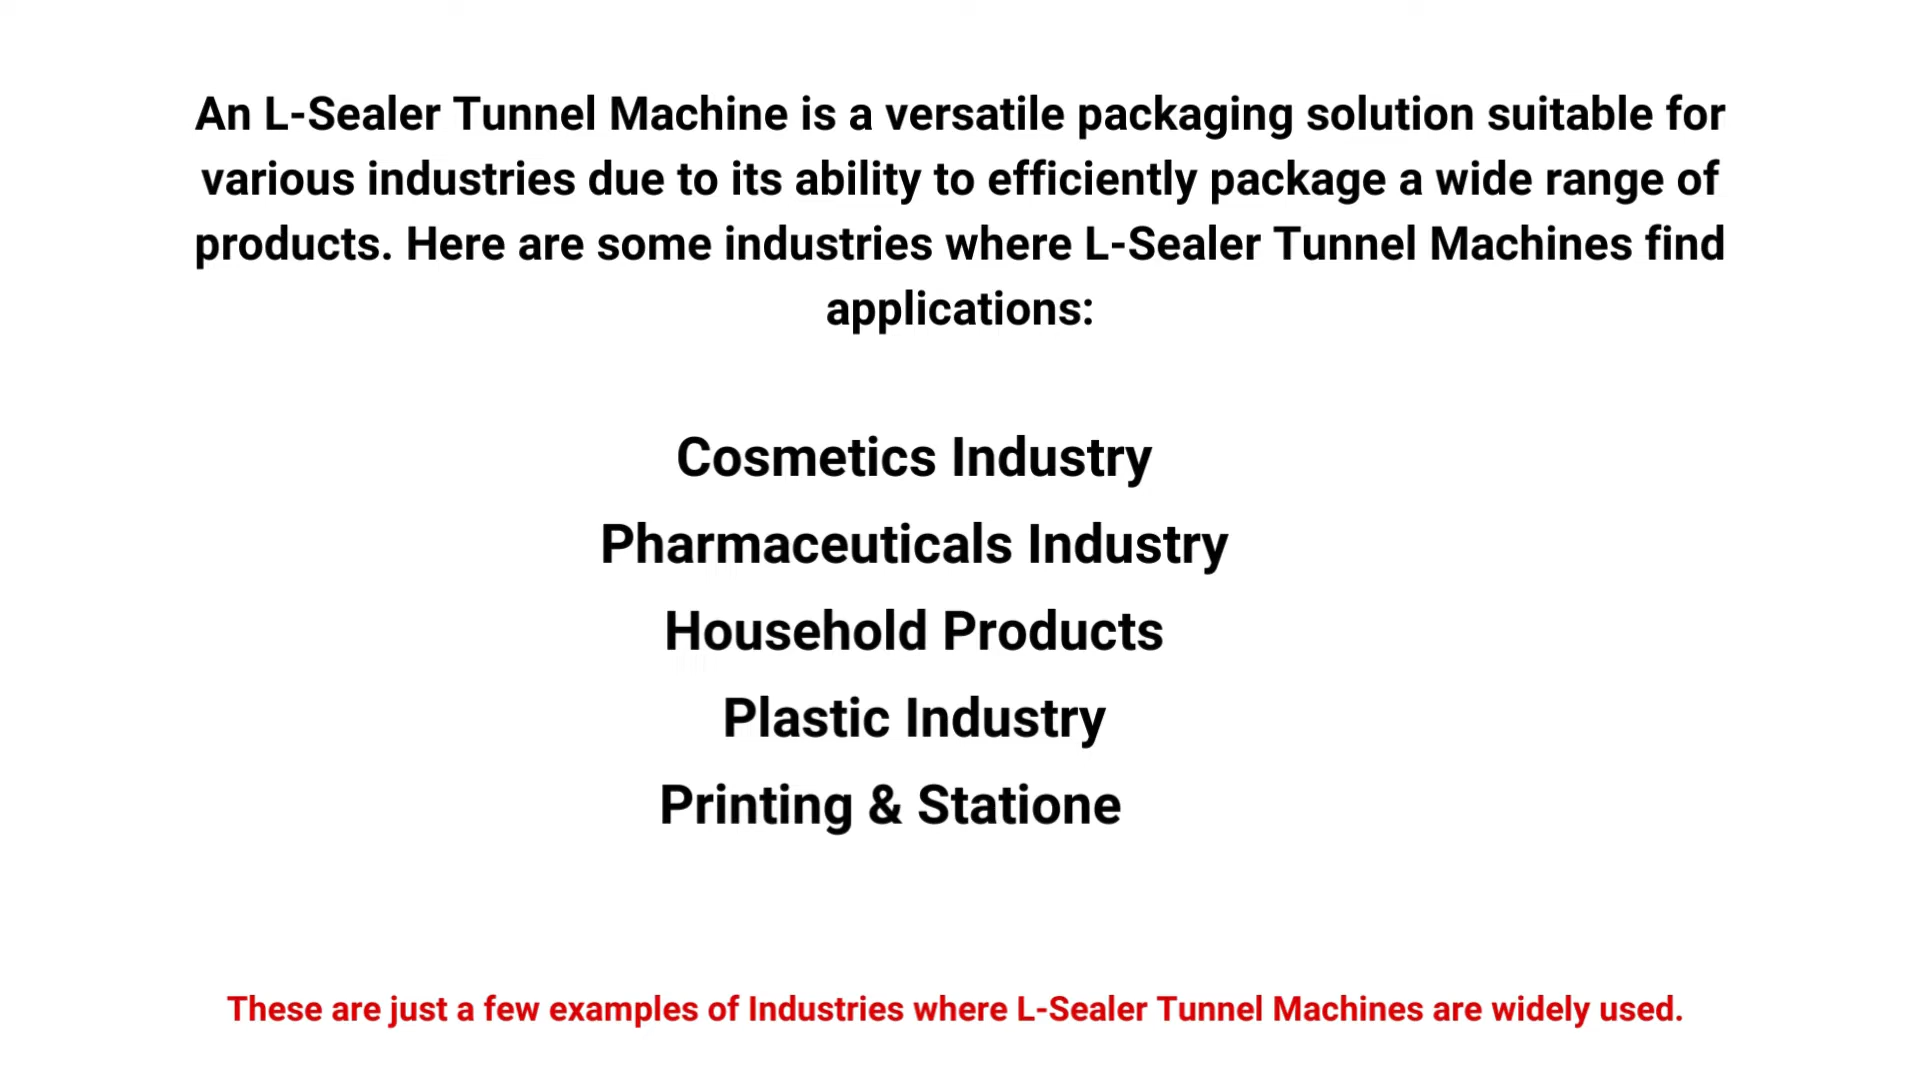 An L-Sealer Tunnel Machine is a versatile packaging solution suitable for
various industries due to its ability to efficiently package a wide range of
products. Here are some industries where L-Sealer Tunnel Machines find
applications:
Cosmetics Industry
Pharmaceuticals Industry
Household Products
Plastic Industry
Printing & Statione
These are just a few examples of Industries where L-Sealer Tunnel Machines are widely used.